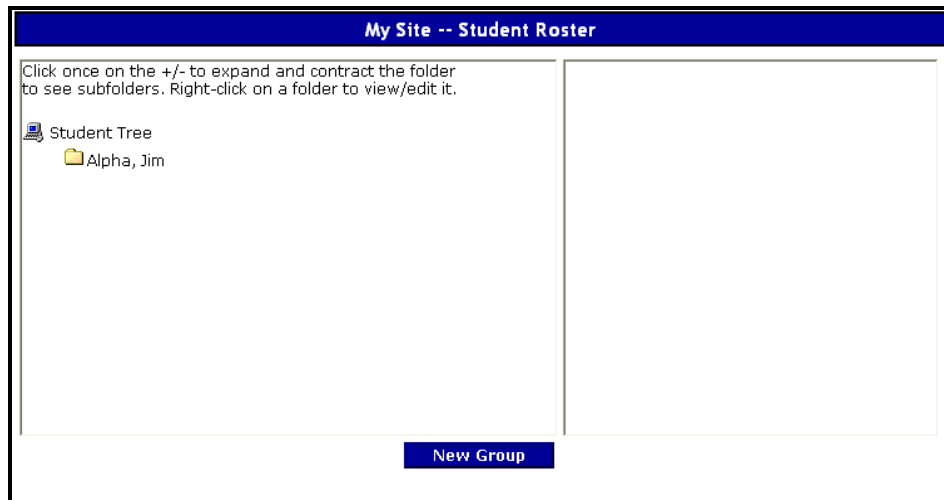 My Site -- Student Roster
Click once on the +/- to expand and contract the folder
to see subfolders. Right-click on a folder to view/edit it.
Student Tree
Alpha, Jim
New Group